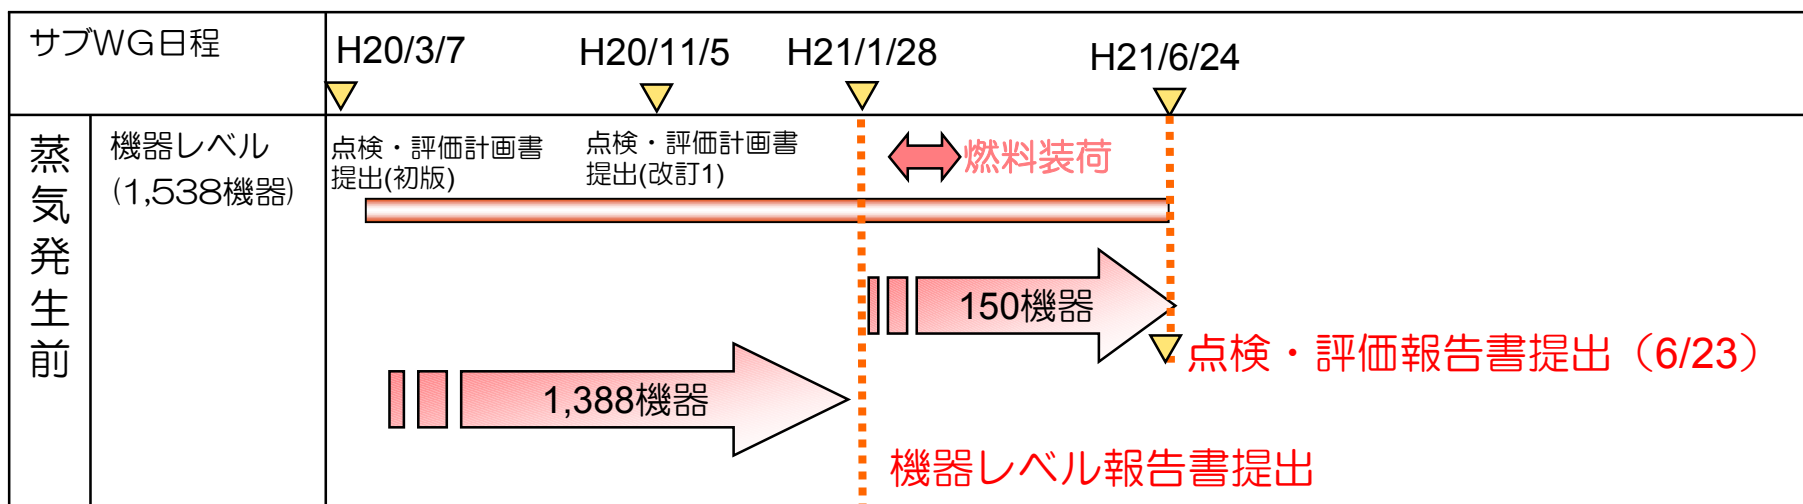 サブWG日程
H20/3/7
H20/11/5
H21/1/28
H21/6/24
蒸気発生前
機器レベル
(1,538機器)
点検・評価計画書
提出(初版)
点検・評価計画書
提出(改訂1)
燃料装荷
150機器
点検・評価報告書提出（6/23）
1,388機器
機器レベル報告書提出